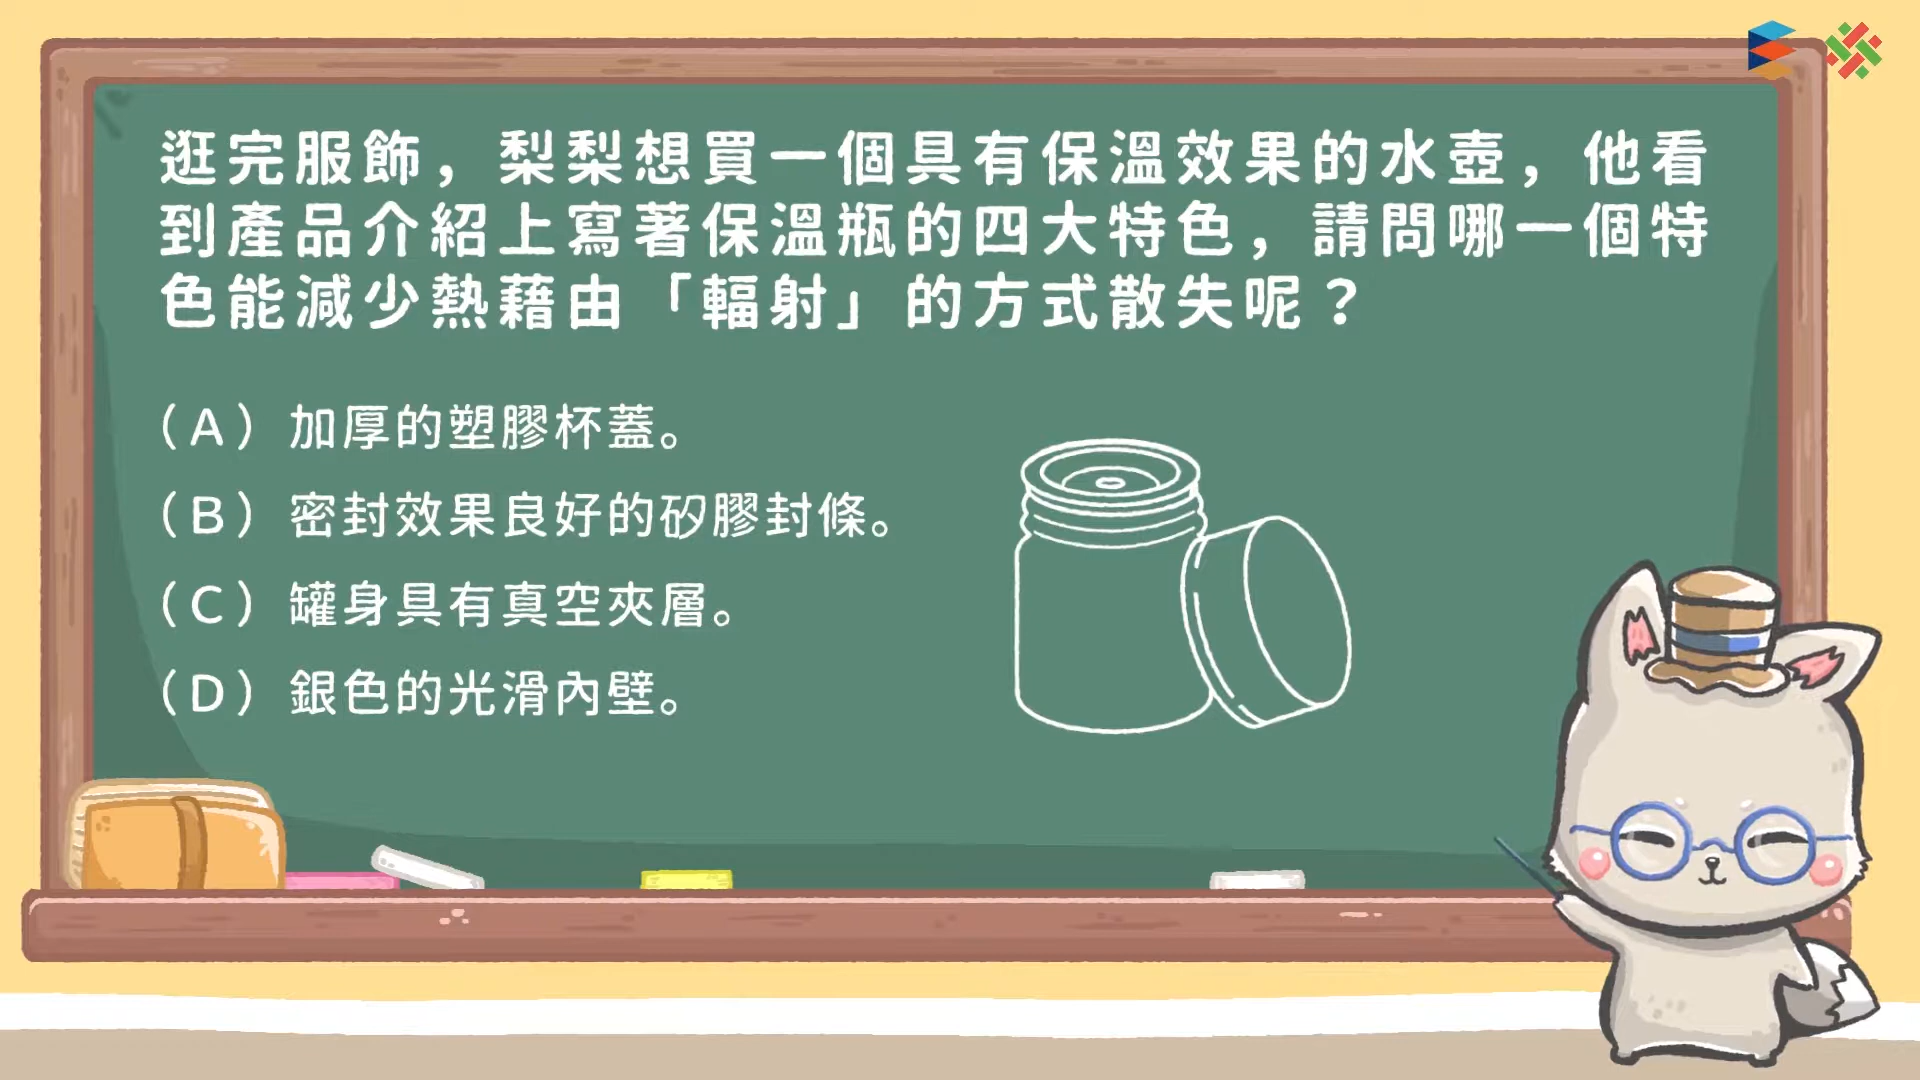 逛完服飾，梨梨想買一個具有保溫效果的水壺，他看
到產品介紹上寫著保溫瓶的四大特色，請問哪一個特
色能減少熱藉由「輻射」的方式散失呢？
（A）加厚的塑膠杯蓋。
（B）密封效果良好的矽膠封條。
（C）罐身具有真空夾層。
（D）銀色的光滑內壁。